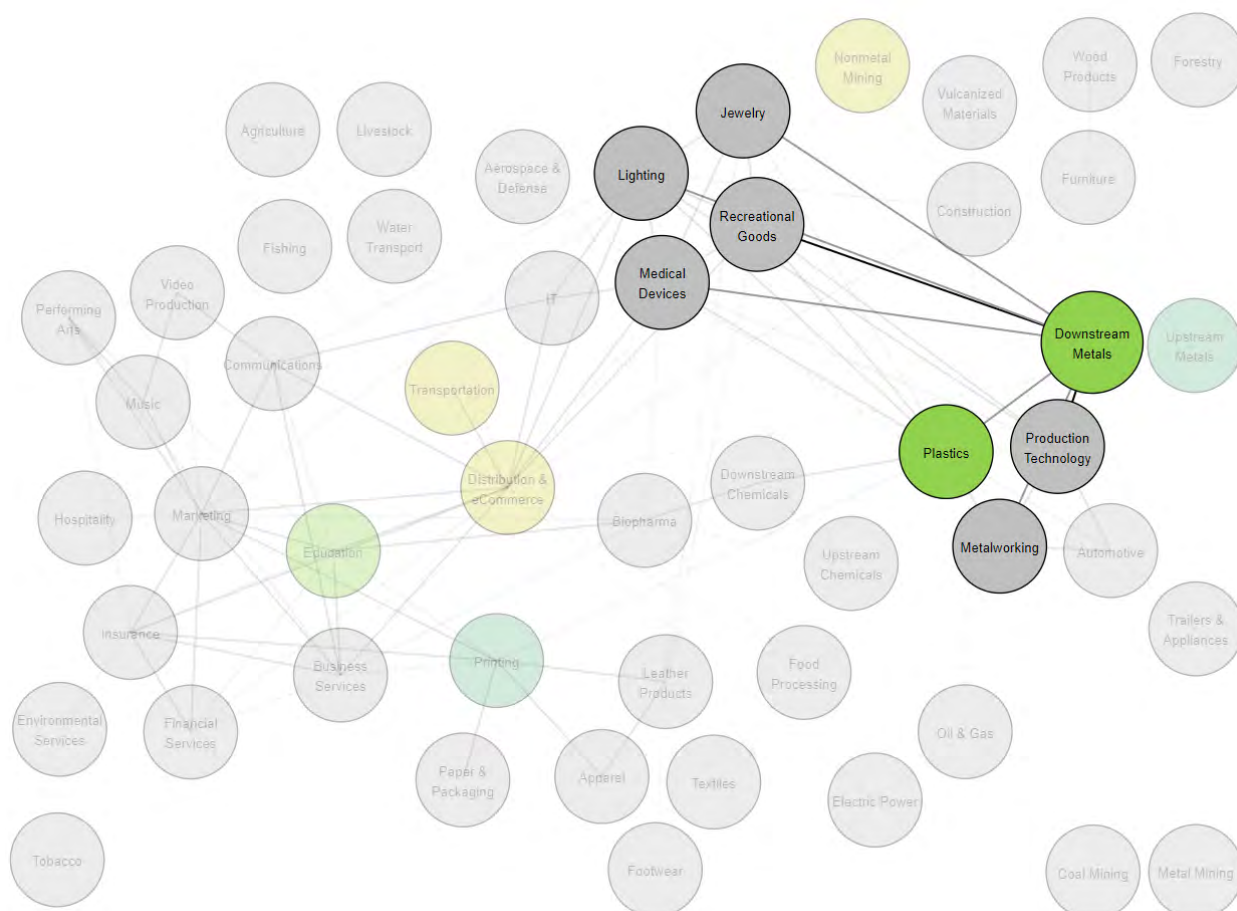 Nonmetal
Mining
Wood
Products
Forestry
Vulcanized
Materials
Jewelry
Agriculture
Livestock
Aerospace &
Defense
Lighting
Furniture
Recreational
Goods
Construction
Fishing
Water
Transport
Medical
Devices
IT
Video
Production
Performing
Arts
Communications
Downstream
Metals
Upstream
Metals
Music
Transportation
Plastics
Production
Technology
Distribution &
eCommerce
Downstream
Chemicals
Hospitality
Marketing
Education
Biopharma
Metalworking
Automotive
Upstream
Chemicals
Insurance
Business
Services
Printing
Leather
Products
Food
Processing
Trailers &
Appliances
Environmental
Services
Financial
Services
Oil & Gas
Paper &
Packaging
Apparel
Textiles
Electric Power
Tobacco
Footwear
Coal Mining
Metal Mining